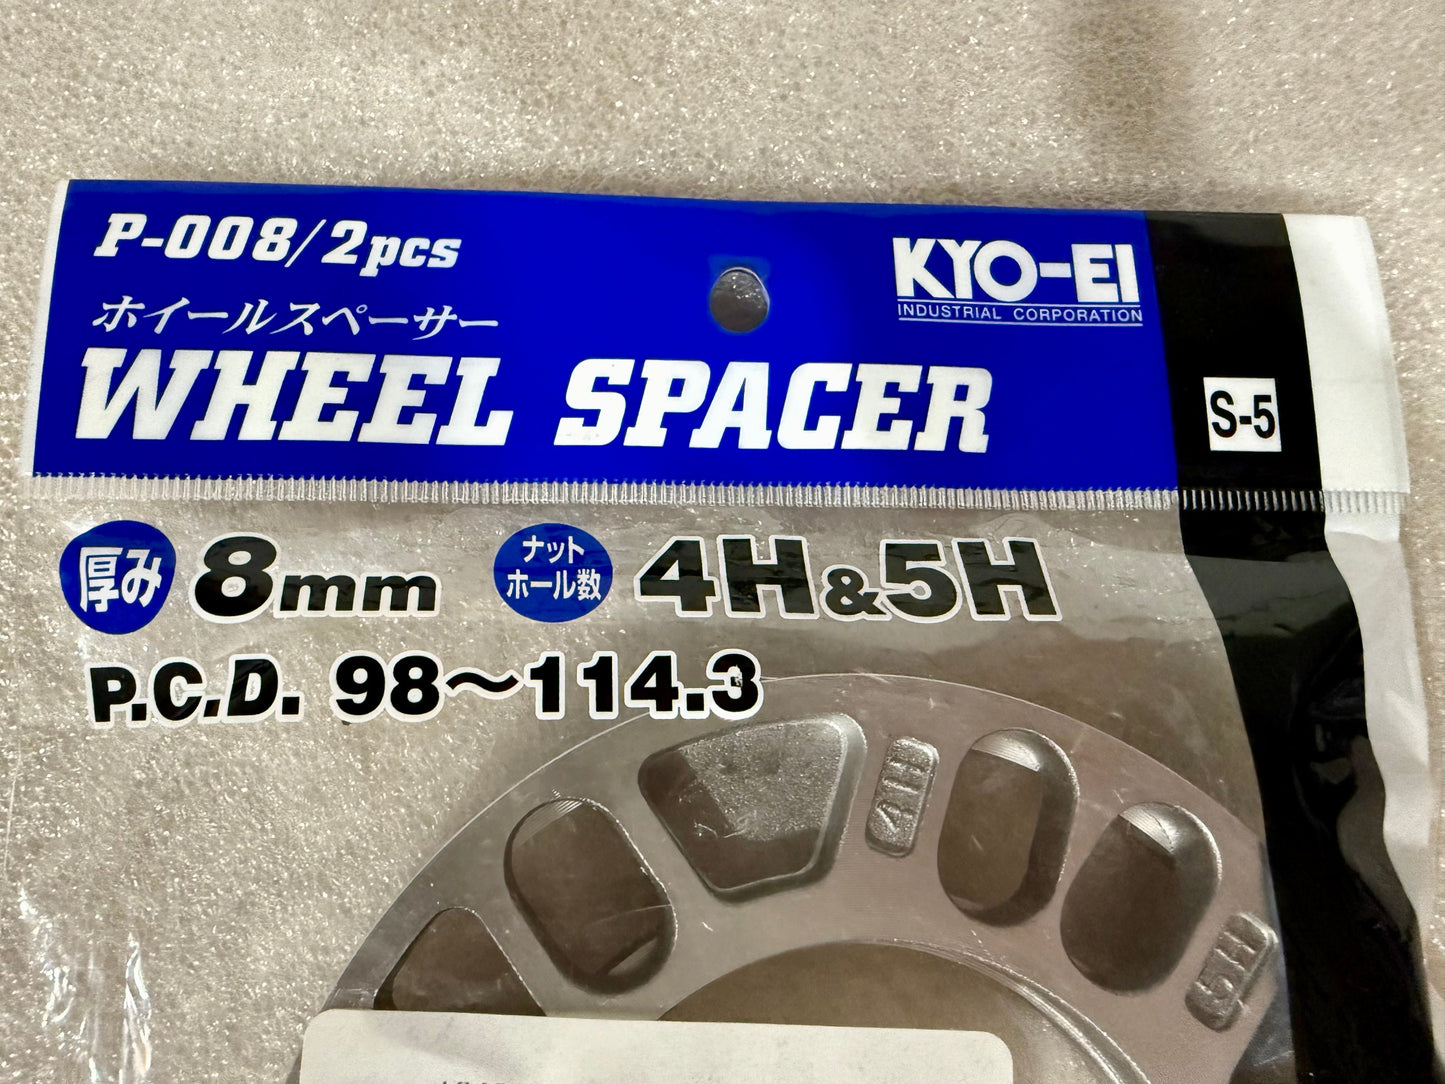 P-008/2pcs
ホイールスペーサー
WHEEL SPACER
KYO-EI
INDUSTRIAL CORPORATION
S-5
厚み 8mm
ナット
ホール数
4H&5H
P.C.D. 98〜114.3
4H
5H